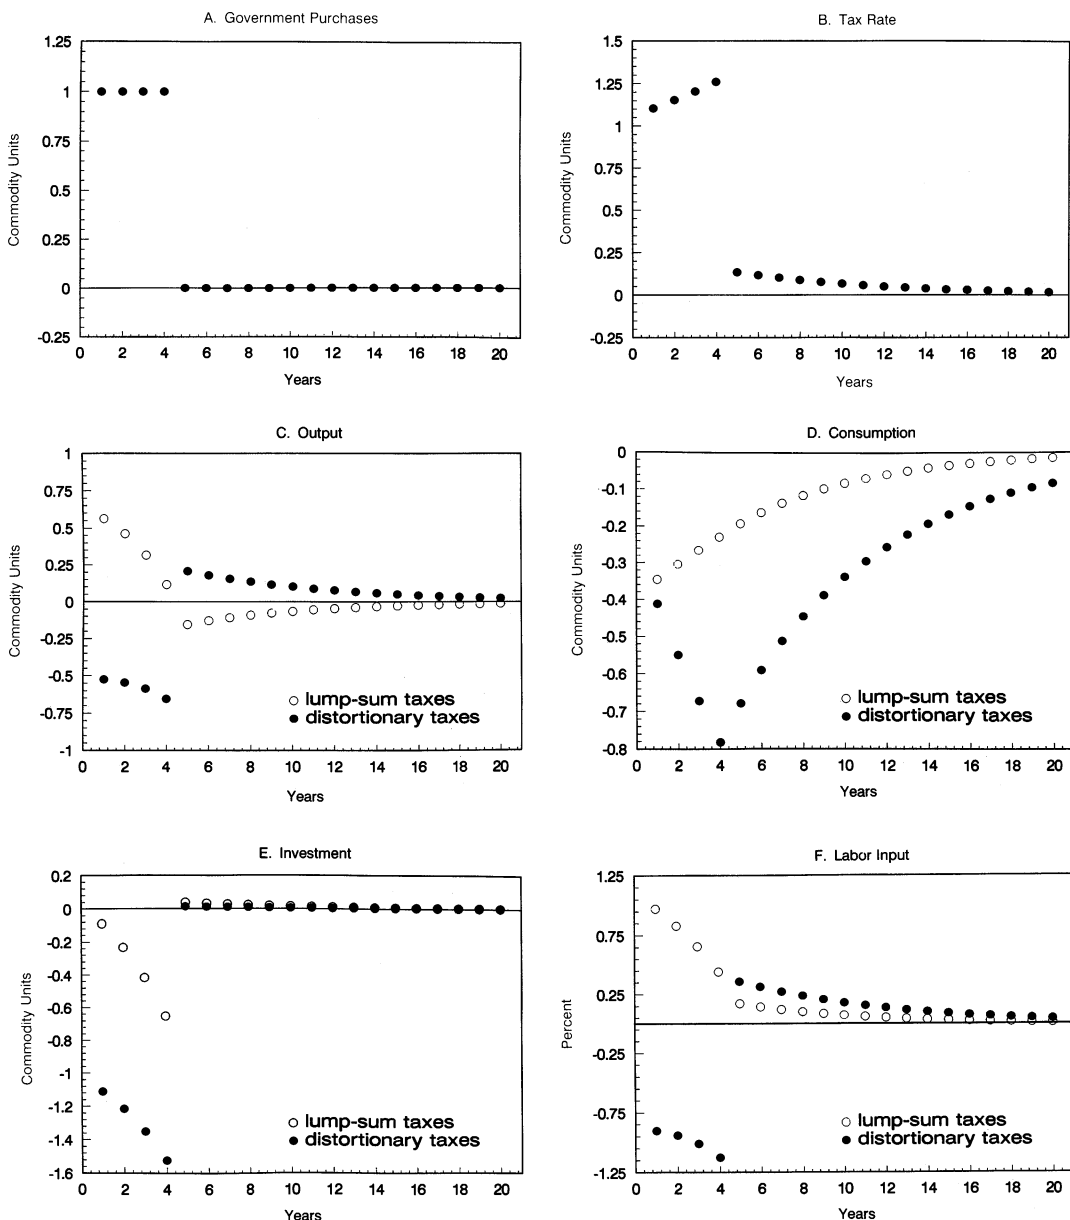 A. Government Purchases
1.25
1
0.75
0.5
0.25
0
-0.25
Commodity Units
0 2 4 6 8 10 12 14 16 18 20
Years
B. Tax Rate
1.5
1.25
1
0.75
0.5
0.25
0
-0.25
Commodity Units
0 2 4 6 8 10 12 14 16 18 20
Years
C. Output
1
0.75
0.5
0.25
0
-0.25
-0.5
-0.75
-1
Commodity Units
lump-sum taxes
distortionary taxes
0 2 4 6 8 10 12 14 16 18 20
Years
D. Consumption
0
-0.1
-0.2
-0.3
-0.4
-0.5
-0.6
-0.7
-0.8
Commodity Units
lump-sum taxes
distortionary taxes
0 2 4 6 8 10 12 14 16 18 20
Years
E. Investment
0.2
0
-0.2
-0.4
-0.6
-0.8
-1
-1.2
-1.4
-1.6
Commodity Units
lump-sum taxes
distortionary taxes
0 2 4 6 8 10 12 14 16 18 20
Years
F. Labor Input
1.25
0.75
0.25
-0.25
-0.75
-1.25
Percent
lump-sum taxes
distortionary taxes
0 2 4 6 8 10 12 14 16 18 20
Years